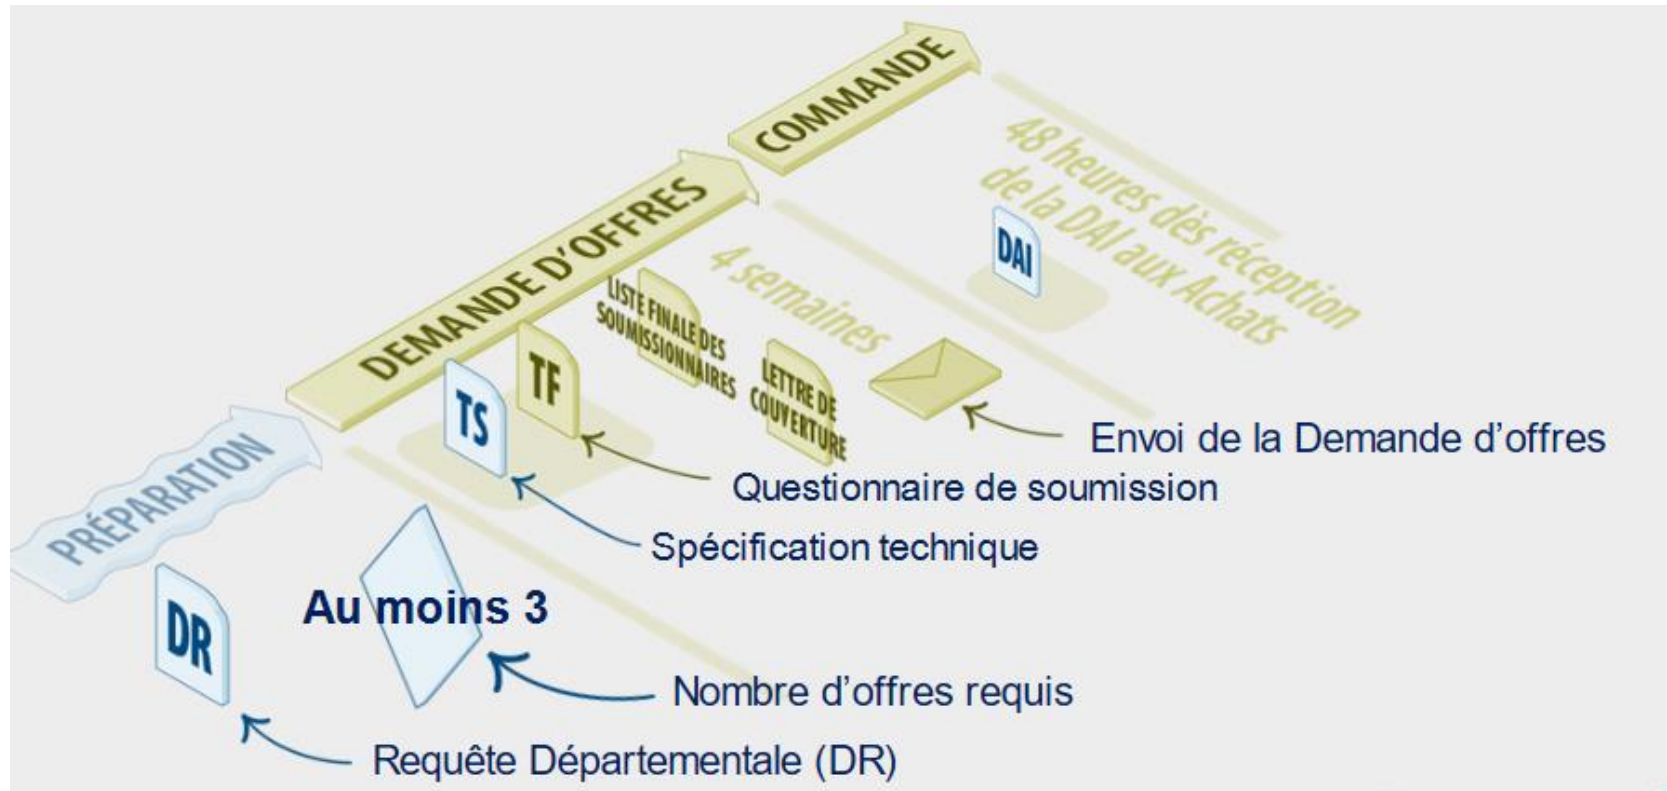 COMMANDE
48 heures dès réception
de la DAI aux Achats
DAI
DEMANDE D'OFFRES
4 semaines
LISTE FINALE DES
SOUMISSIONNAIRES
LETTRE DE
COUVERTURE
TF
TS
Envoi de la Demande d'offres
Questionnaire de soumission
Spécification technique
PRÉPARATION
DR
Au moins 3
Nombre d'offres requis
Requête Départementale (DR)